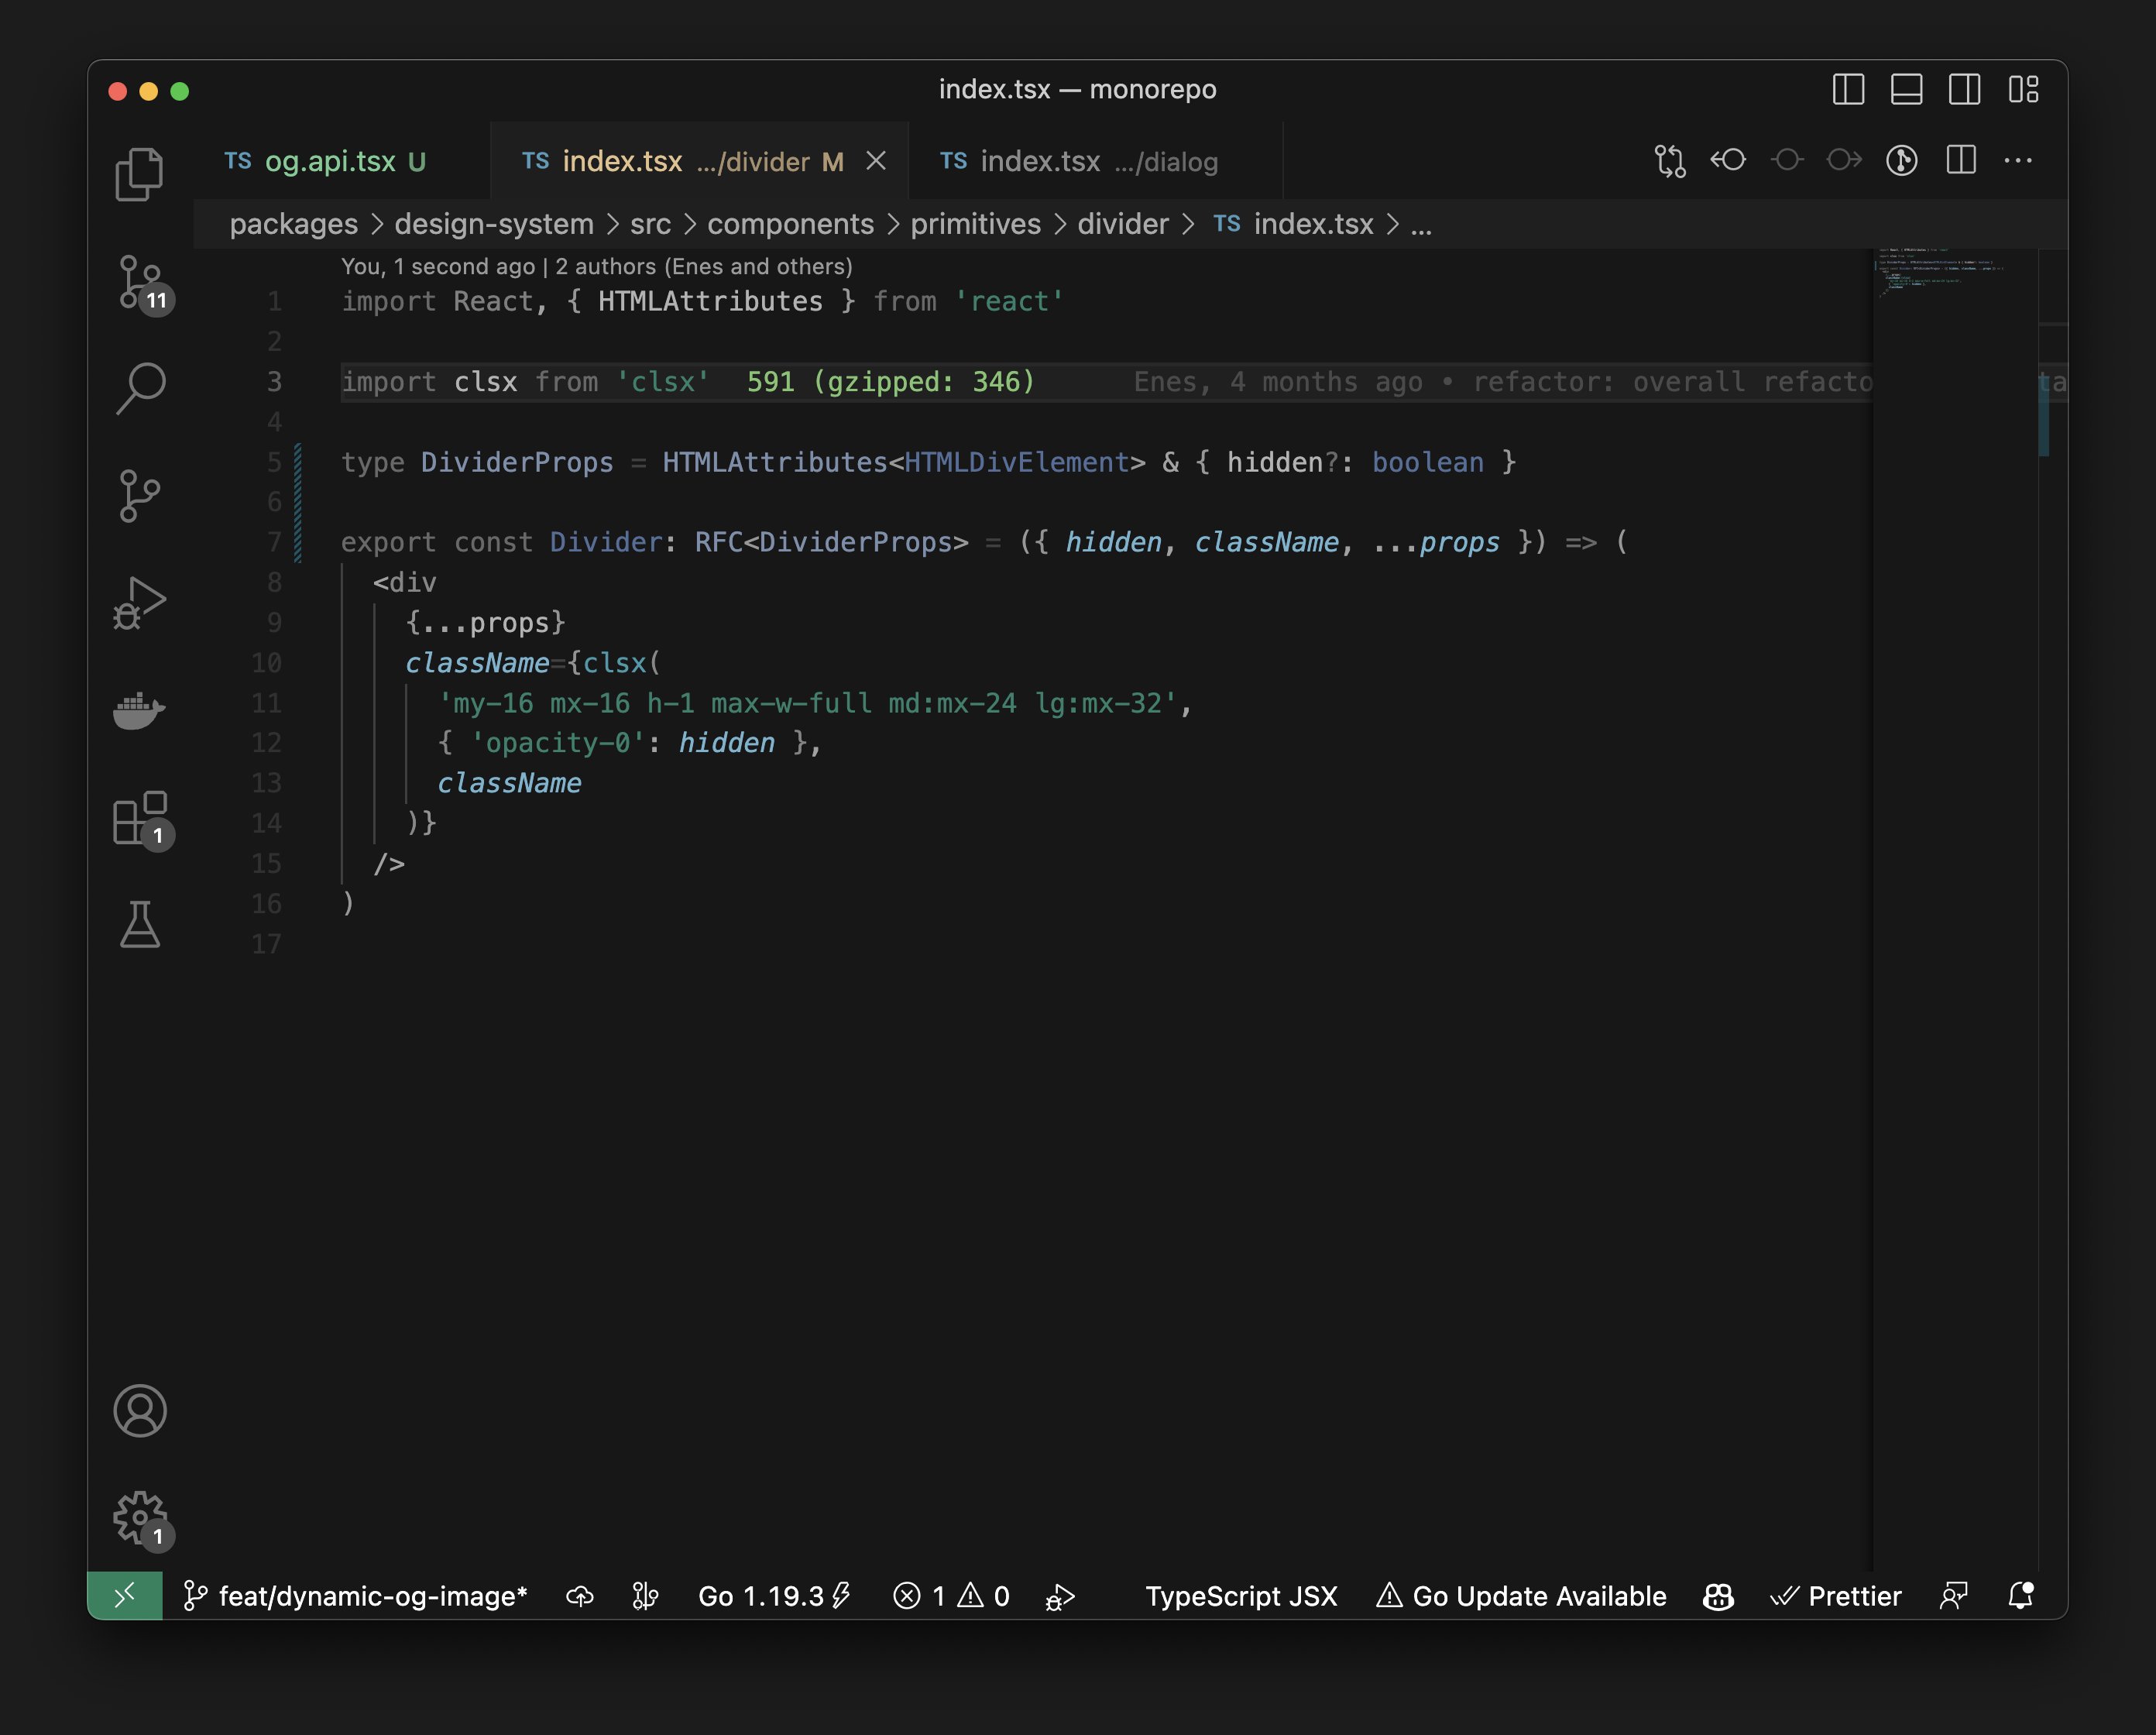 index.tsx — monorepo
TS og.api.tsx U TS index.tsx .../divider M TS index.tsx .../dialog
packages > design-system > src > components > primitives > divider > TS index.tsx > ...
You, 1 second ago | 2 authors (Enes and others)
1 import React, { HTMLAttributes } from 'react'
2
3 import clsx from 'clsx' 591 (gzipped: 346) Enes, 4 months ago • refactor: overall refacto ta
4
5 type DividerProps = HTMLAttributes<HTMLDivElement> & { hidden?: boolean }
6
7 export const Divider: RFC<DividerProps> = ({ hidden, className, ...props }) => (
8 <div
9 {...props}
10 className={clsx(
11 'my-16 mx-16 h-1 max-w-full md:mx-24 lg:mx-32',
12 { 'opacity-0': hidden },
13 className
14 )}
15 />
16 )
17
11
1
1
feat/dynamic-og-image* Go 1.19.3 1 0 TypeScript JSX Go Update Available Prettier